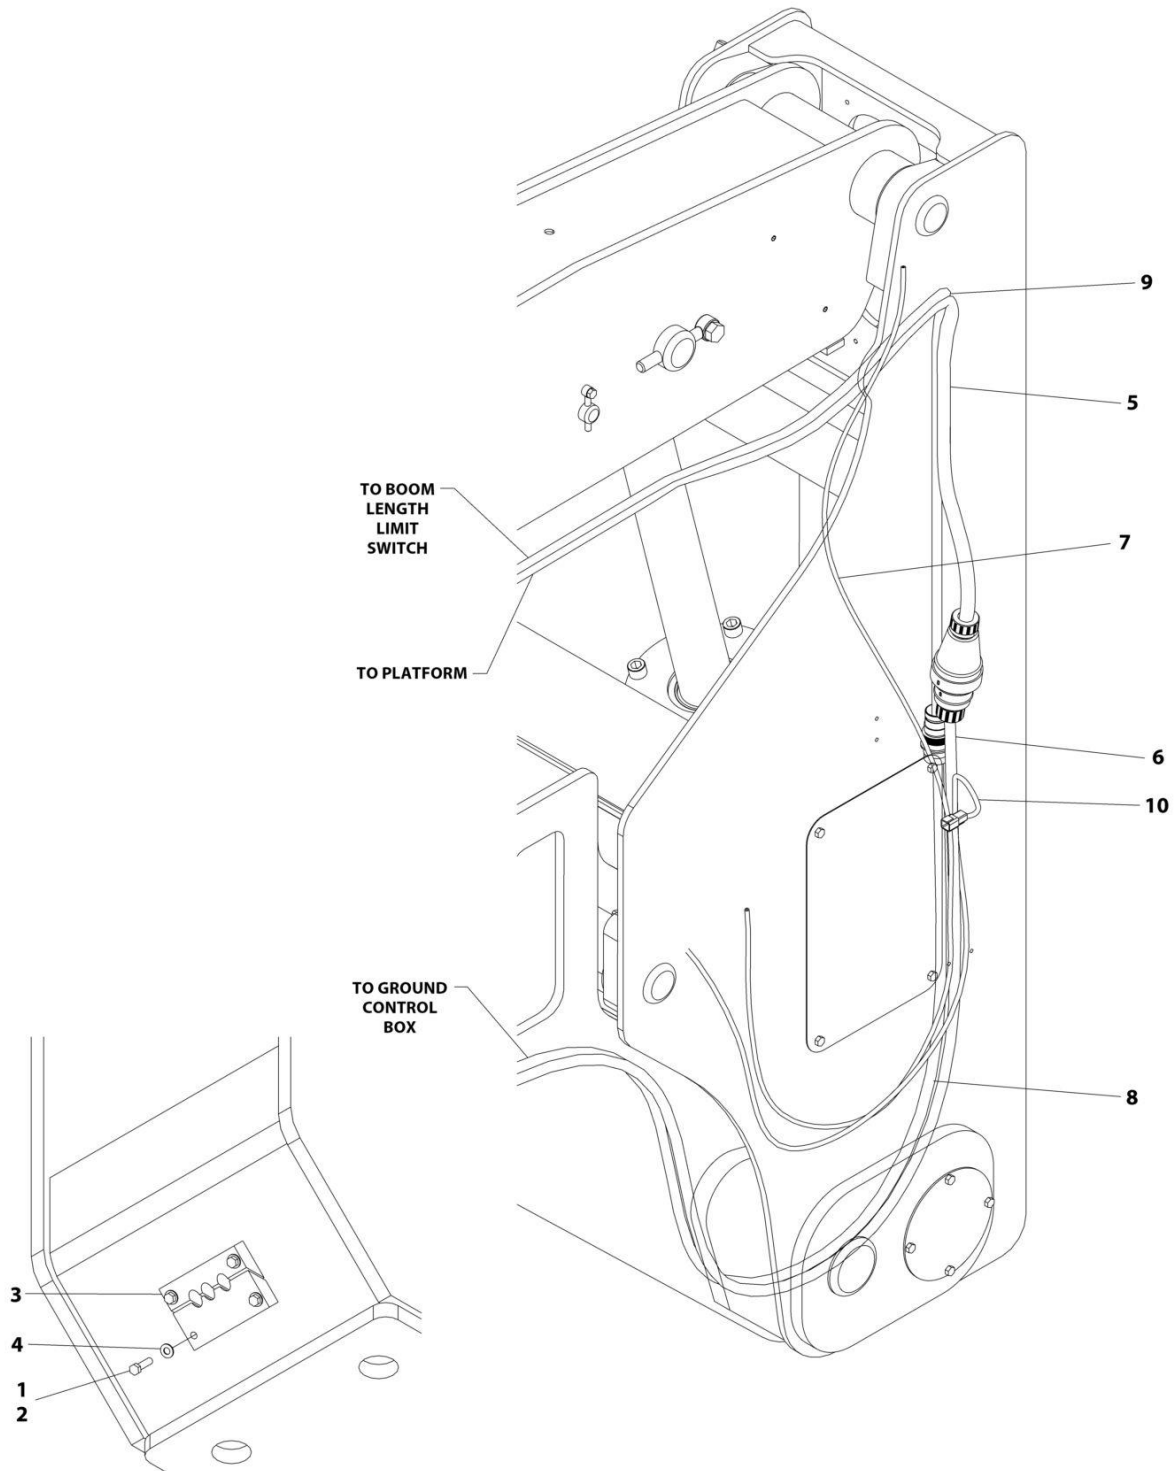 9
5
TO BOOM
LENGTH
LIMIT
SWITCH
7
TO PLATFORM
6
10
TO GROUND
CONTROL
BOX
8
3
4
1
2